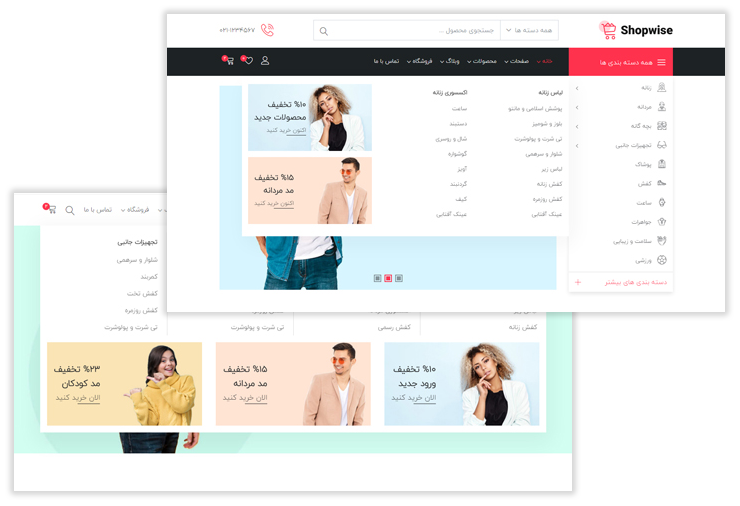 Shopwise
همه دسته ها
جستجوی محصول ...
۰۲۱-۱۲۳۴۵۶۷
همه دسته بندی ها
خانه
صفحات
محصولات
وبلاگ
فروشگاه
تماس با ما
زنانه
مردانه
بچه گانه
تجهیزات جانبی
پوشاک
کفش
ساعت
جواهرات
سلامت و زیبایی
ورزشی
دسته بندی های بیشتر
لباس زنانه
پوشش اسلامی و مانتو
بلوز و شومیز
تی شرت و پولوشرت
شلوار و سرهمی
لباس زیر
کفش زنانه
کفش روزمره
عینک آفتابی
اکسسوری زنانه
ساعت
دستبند
شال و روسری
گوشواره
آویز
گردنبند
کیف
عینک آفتابی
%۱۰ تخفیف
محصولات جدید
اکنون خرید کنید
%۱۵ تخفیف
مد مردانه
اکنون خرید کنید
فروشگاه
تماس با ما
۳
تجهیزات جانبی
شلوار و سرهمی
کمربند
کفش تخت
کفش روزمره
تی شرت و پولوشرت
تی شرت و پولوشرت
کفش رسمی
کفش زنانه
%۱۰ تخفیف
ورود جدید
الان خرید کنید
%۱۵ تخفیف
مد مردانه
الان خرید کنید
%۲۳ تخفیف
مد کودکان
الان خرید کنید